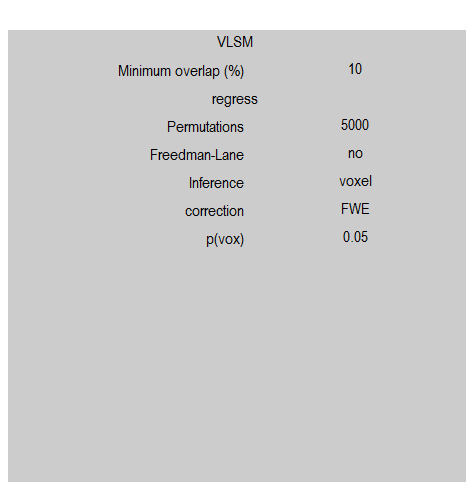 VLSM
Minimum overlap (%) 10
regress
Permutations 5000
Freedman-Lane no
Inference voxel
correction FWE
p(vox) 0.05